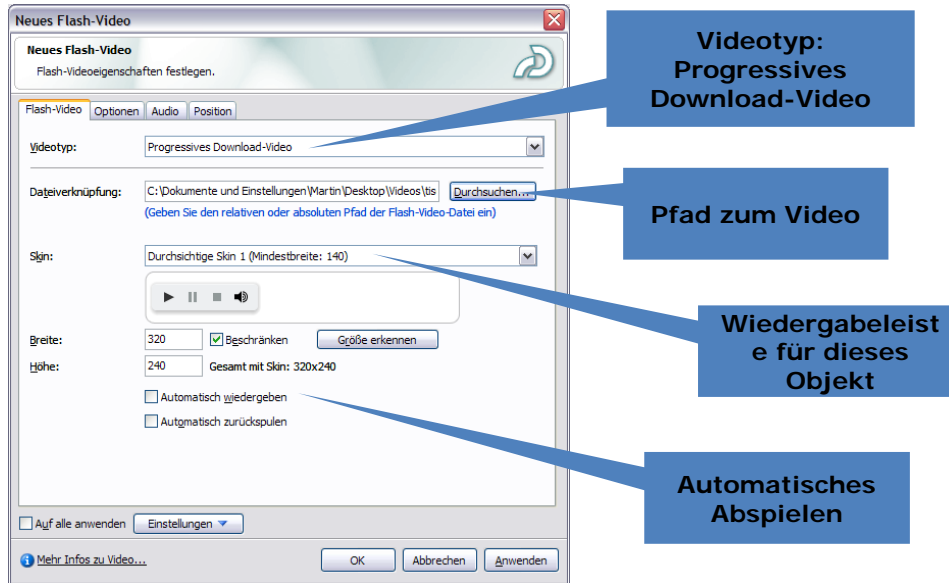 Neues Flash-Video
Neues Flash-Video
Flash-Videoeigenschaften festlegen.
Flash-Video Optionen Audio Position
Videotyp: Progressives Download-Video
Dateiverknüpfung: C:\Dokumente und Einstellungen\Martin\Desktop\Videos\tis Durchsuchen...
(Geben Sie den relativen oder absoluten Pfad der Flash-Video-Datei ein)
Skin: Durchsichtige Skin 1 (Mindestbreite: 140)
Breite: 320 Beschränken Größe erkennen
Höhe: 240 Gesamt mit Skin: 320x240
Automatisch wiedergeben
Automatisch zurückspulen
Auf alle anwenden Einstellungen
Mehr Infos zu Video... OK Abbrechen Anwenden
Videotyp:
Progressives
Download-Video
Pfad zum Video
Wiedergabeleist
e für dieses
Objekt
Automatisches
Abspielen